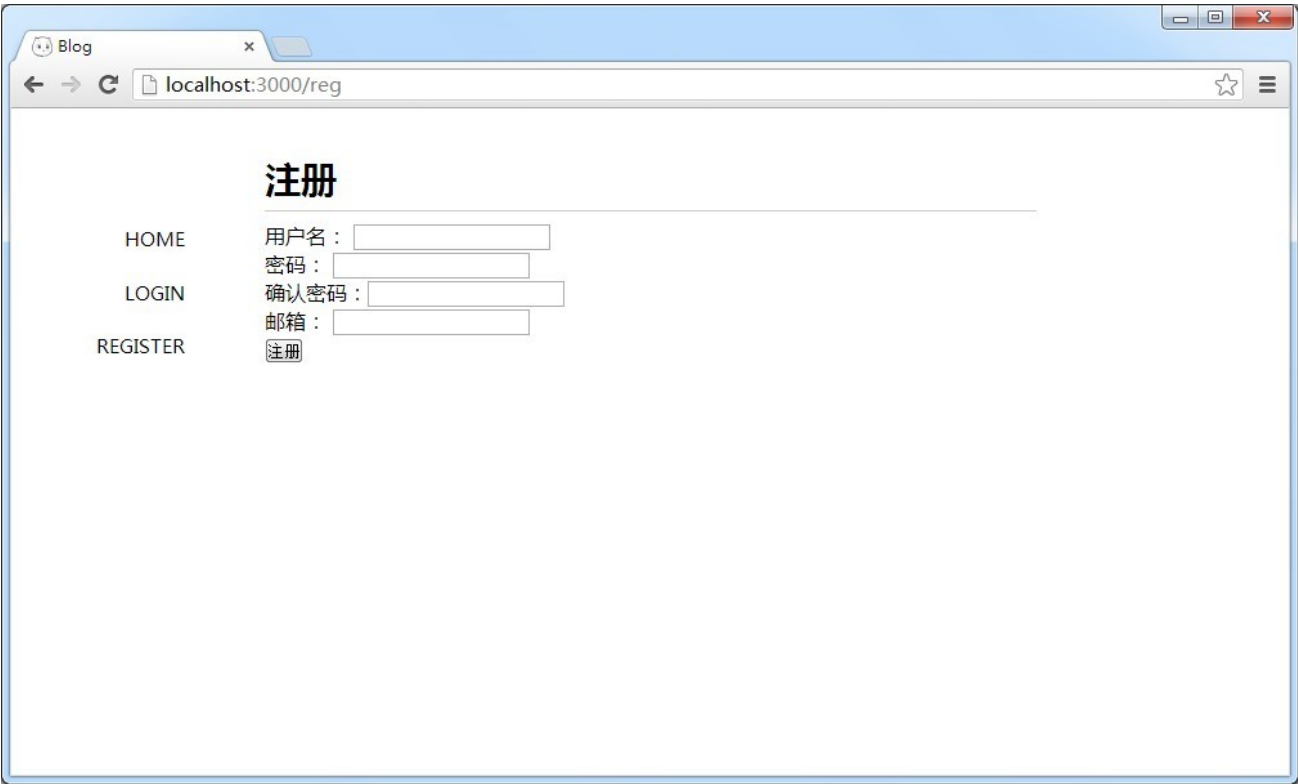 Blog
localhost:3000/reg
注册
HOME
LOGIN
REGISTER
用户名：
密码：
确认密码：
邮箱：
注册